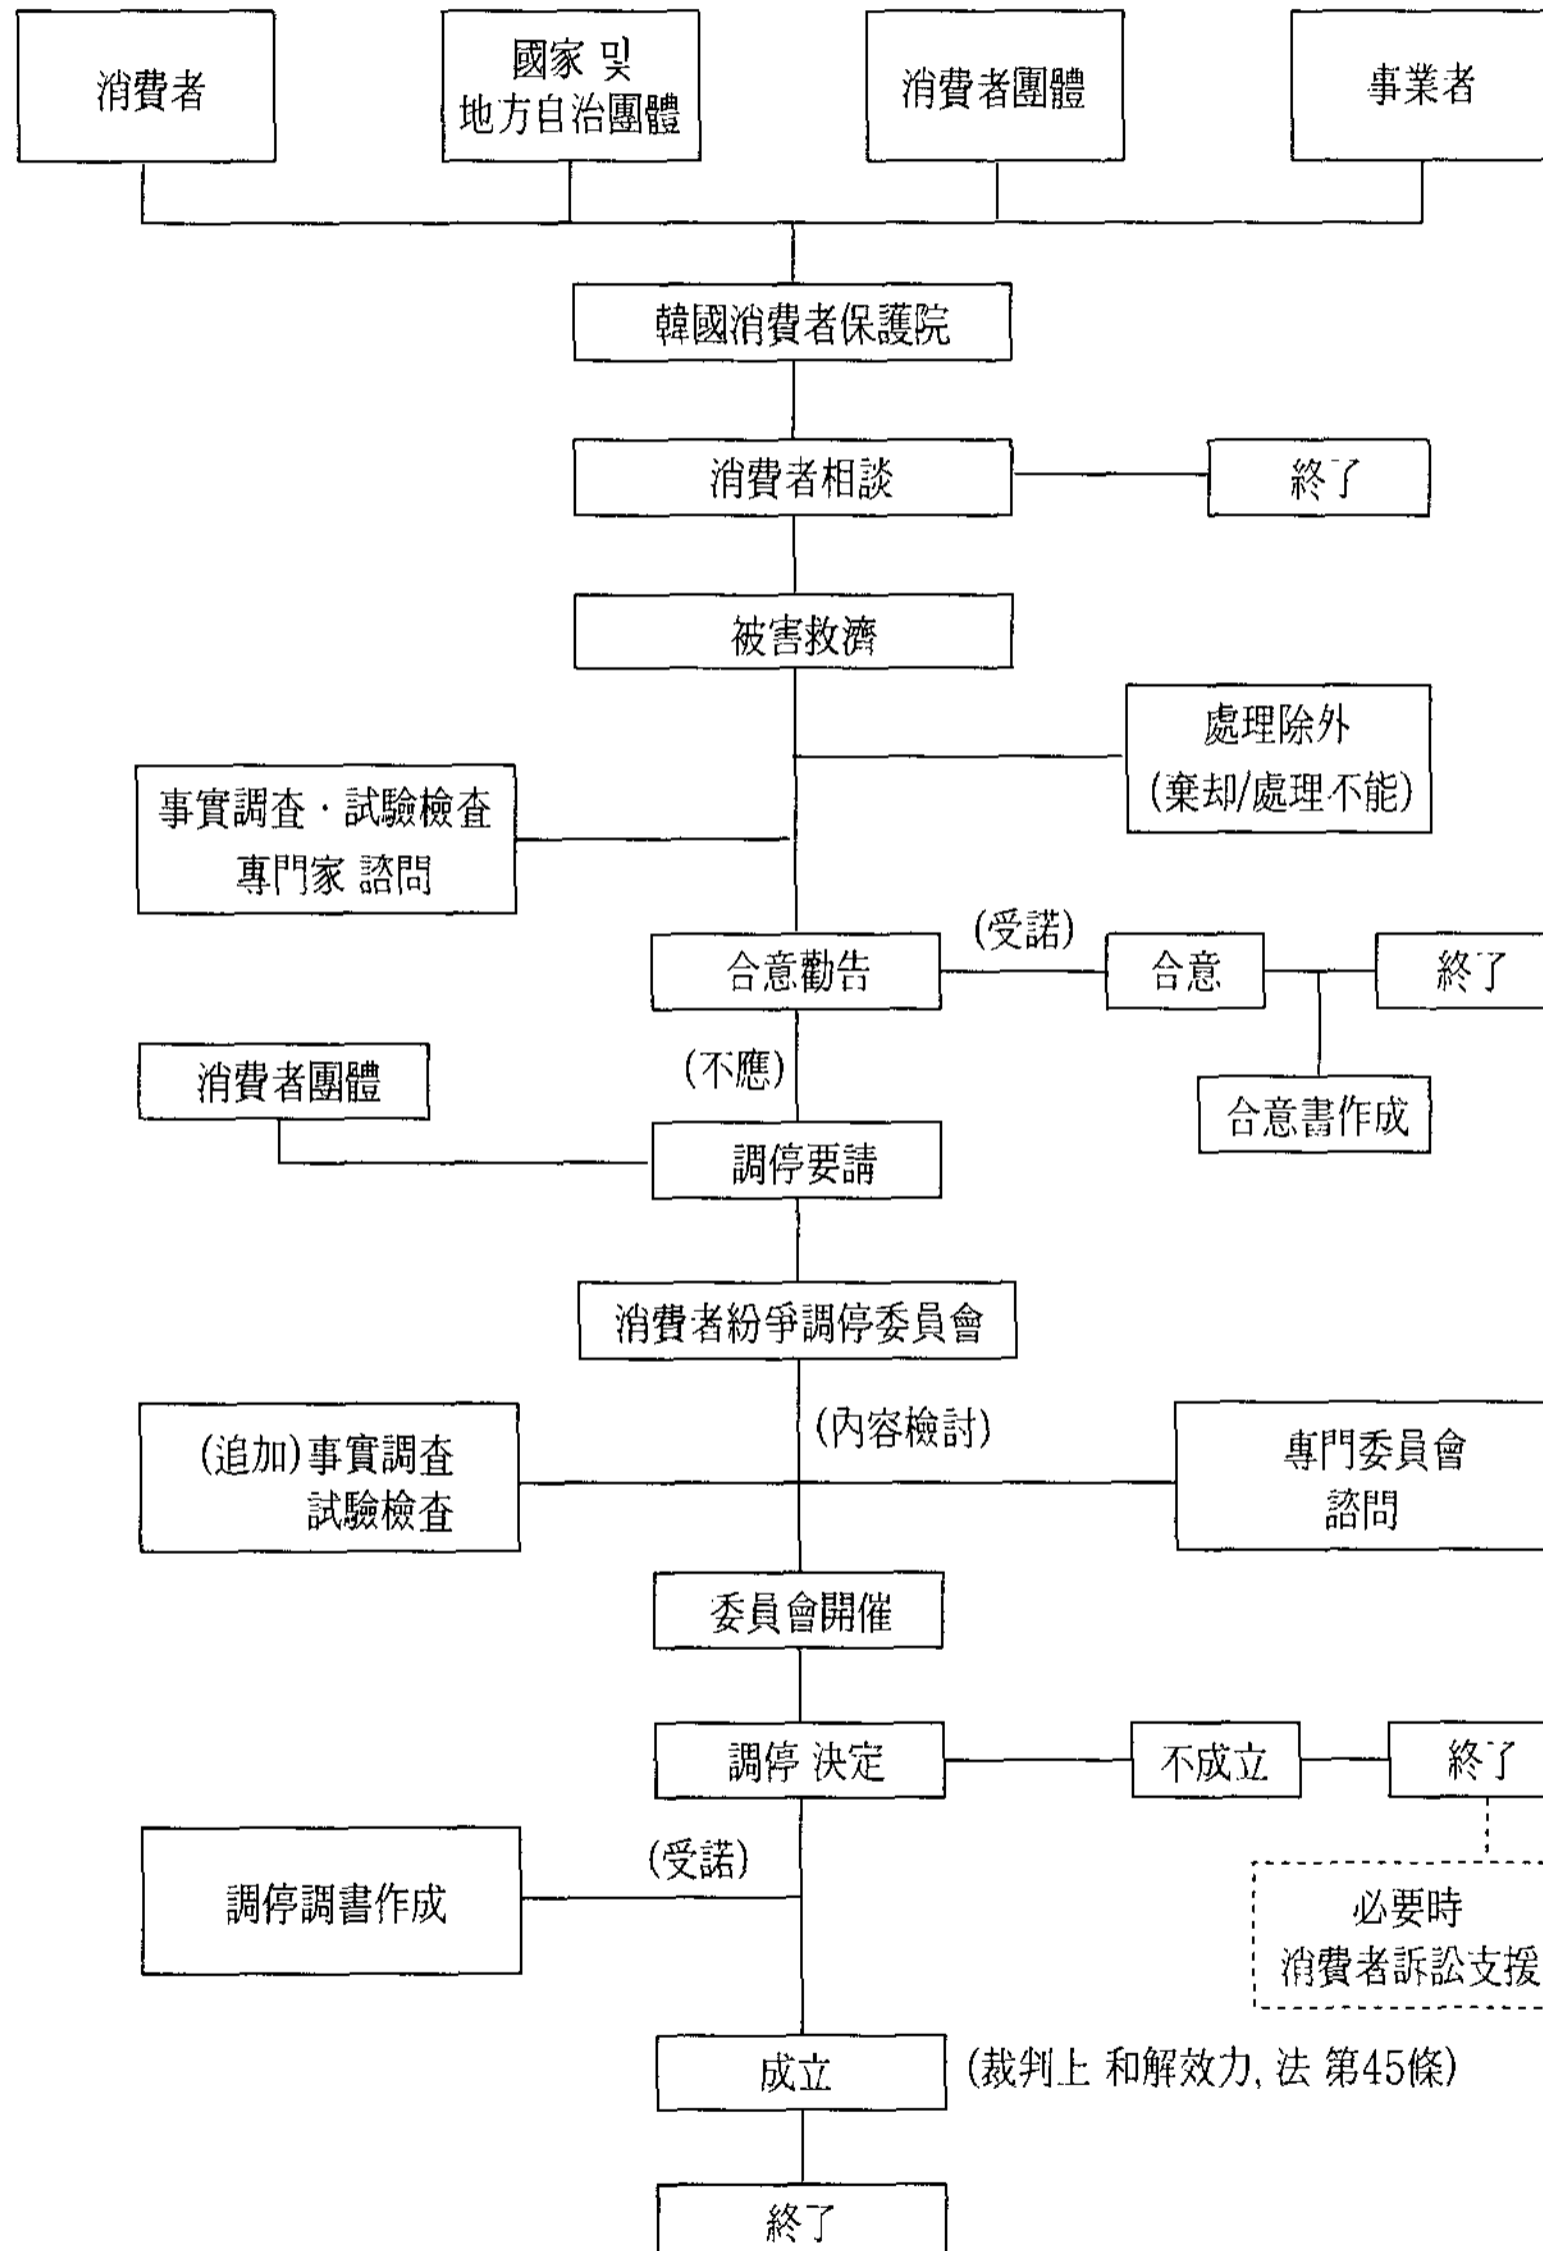 消費者
國家 및
地方自治團體
消費者團體
事業者
韓國消費者保護院
消費者相談
終了
被害救濟
處理除外
(棄却/處理不能)
事實調査・試驗檢査
專門家 諮問
合意勸告
(受諾)
合意
終了
(不應)
消費者團體
合意書作成
調停要請
消費者紛爭調停委員會
(內容檢討)
(追加)事實調査
試驗檢査
專門委員會
諮問
委員會開催
調停 決定
不成立
終了
(受諾)
調停調書作成
必要時
消費者訴訟支援
成立
(裁判上 和解效力, 法 第45條)
終了